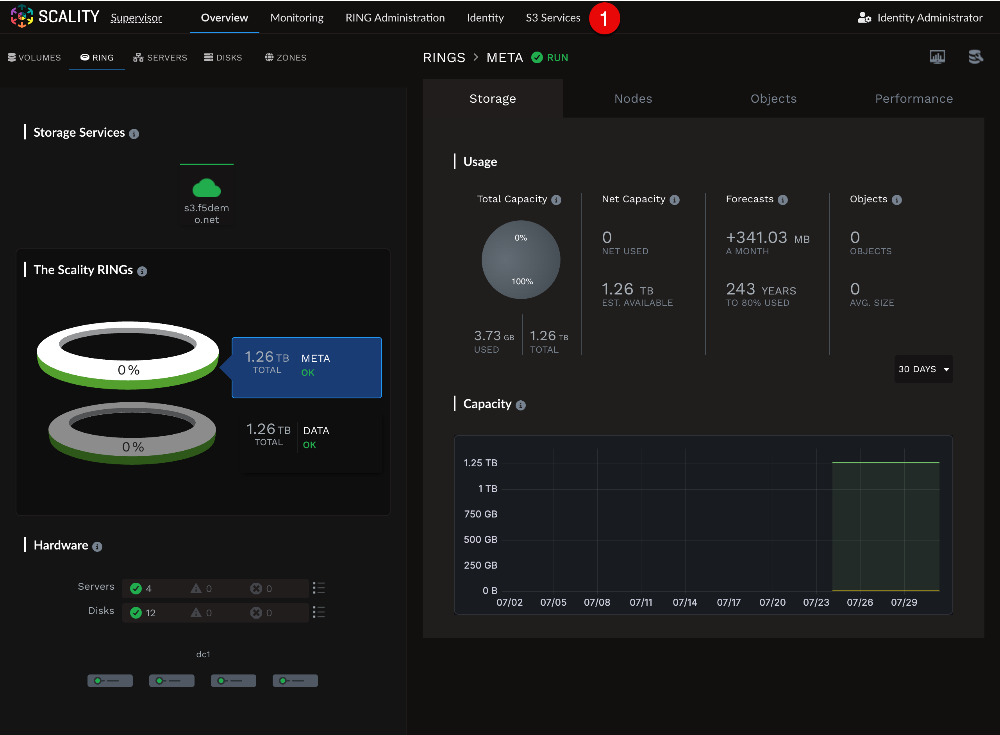 SCALITY Supervisor Overview Monitoring RING Administration Identity S3 Services 1 Identity Administrator
VOLUMES RING SERVERS DISKS ZONES
RINGS > META RUN
Storage Nodes Objects Performance
Storage Services
s3.f5dem
o.net
The Scality RINGs
0 %
1.26 TB
TOTAL
META
OK
0 %
1.26 TB
TOTAL
DATA
OK
Hardware
Servers 4 0 0
Disks 12 0 0
dc1
Usage
Total Capacity
0%
100%
3.73 GB
USED
1.26 TB
TOTAL
Net Capacity
0
NET USED
1.26 TB
EST. AVAILABLE
Forecasts
+341.03 MB
A MONTH
243 YEARS
TO 80% USED
Objects
0
OBJECTS
0
AVG. SIZE
30 DAYS
Capacity
1.25 TB
1 TB
750 GB
500 GB
250 GB
0 B
07/02 07/05 07/08 07/11 07/14 07/17 07/20 07/23 07/26 07/29